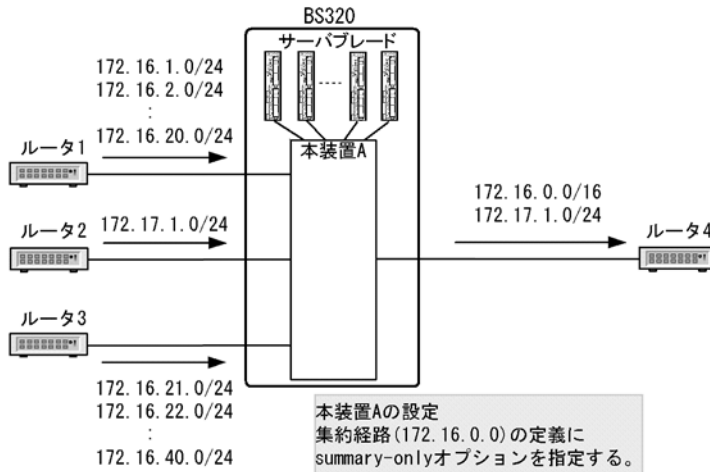 BS320
サーバブレード
172.16.1.0/24
172.16.2.0/24
:
172.16.20.0/24
ルータ1
本装置A
172.16.0.0/16
172.17.1.0/24
ルータ4
ルータ2
172.17.1.0/24
ルータ3
172.16.21.0/24
172.16.22.0/24
:
172.16.40.0/24
本装置Aの設定
集約経路(172.16.0.0)の定義に
summary-onlyオプションを指定する。